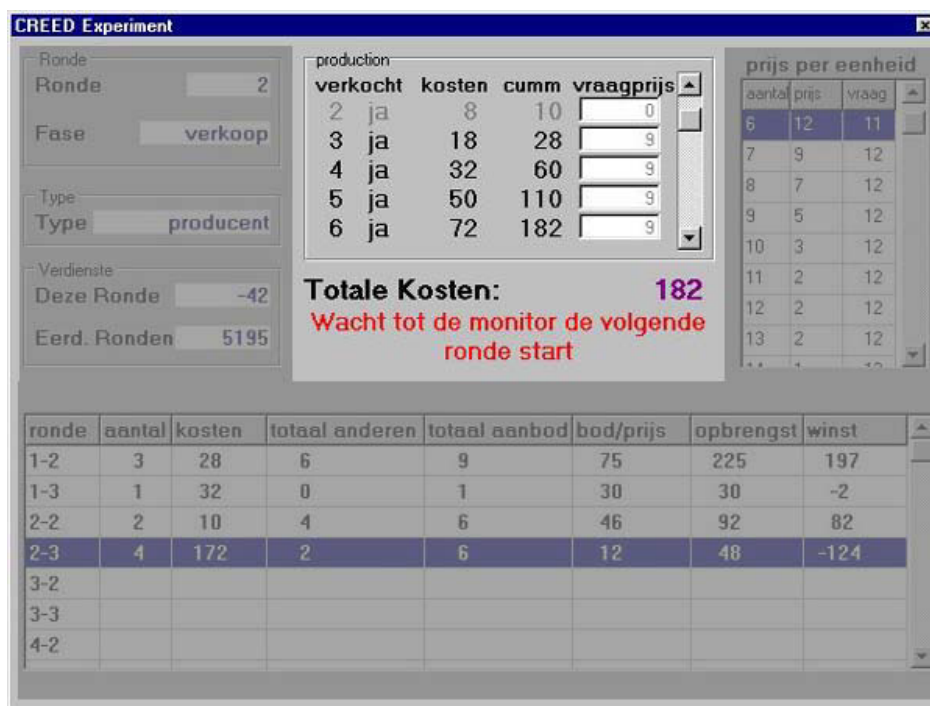 CREED Experiment
Ronde
Ronde 2
Fase verkoop
Type
Type producent
Verdienste
Deze Ronde -42
Eerd. Ronden 5195
production
verkocht kosten cumm vraagprijs
2 ja 8 10 0
3 ja 18 28 9
4 ja 32 60 9
5 ja 50 110 9
6 ja 72 182 9
Totale Kosten: 182
Wacht tot de monitor de volgende
ronde start
prijs per eenheid
aantal prijs vraag
6 12 11
7 9 12
8 7 12
9 5 12
10 3 12
11 2 12
12 2 12
13 2 12
ronde aantal kosten totaal anderen totaal aanbod bod/prijs opbrengst winst
1-2 3 28 6 9 75 225 197
1-3 1 32 0 1 30 30 -2
2-2 2 10 4 6 46 92 82
2-3 4 172 2 6 12 48 -124
3-2
3-3
4-2